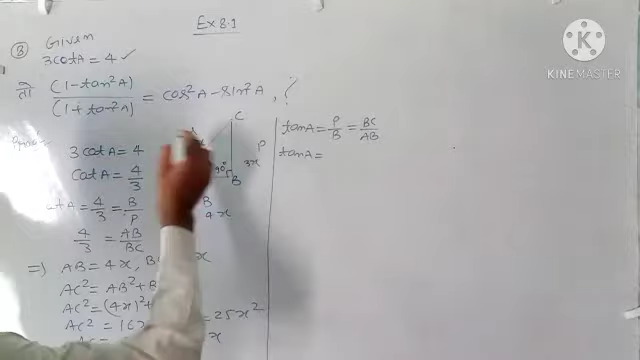 Ex 8.1
⑧ Given
3cotA = 4 ✓
तो (1-tan²A) / (1+tan²A) = cos²A - sin²A, ?
3cotA = 4
cotA = 4/3
tA = 4/3 = B/P
4/3 = AB/BC
=> AB = 4x, B x
AC² = AB² + B
AC² = (4x)² +
AC² = 16 = 25x²
x
C
P
3x
90°
B
B
4x
tanA = P/B = BC/AB
tanA =
KINEMASTER